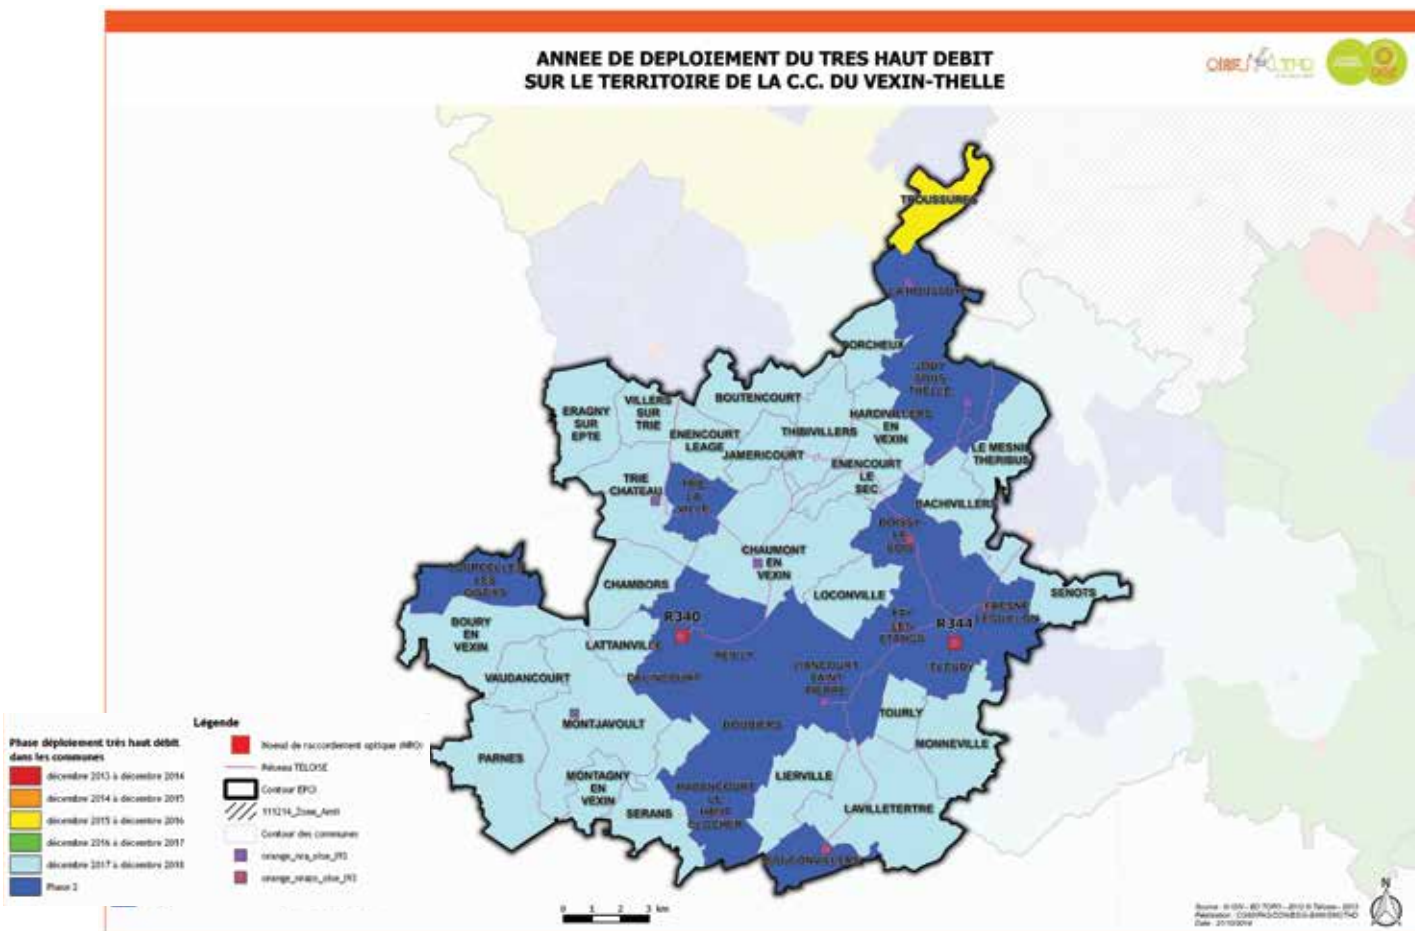 ANNEE DE DEPLOIEMENT DU TRES HAUT DEBIT
SUR LE TERRITOIRE DE LA C.C. DU VEXIN-THELLE
TROUSSURES
LA HOUSSOYE
PORCHEUX
JOUY
SOUS
THELLE
BOUTENCOURT
VILLERS
SUR
TRIE
ERAGNY
SUR
EPTE
ENENCOURT
LEAGE
THIBIVILLERS
HARDIVILLERS
EN
VEXIN
JAMERICOURT
LE MESNIL
THERIBUS
ENENCOURT
LE
SEC
TRIE
CHATEAU
TRIE
LA
VILLE
BACHIVILLERS
BOISSY
LE
BOIS
CHAUMONT
EN
VEXIN
COURCELLES
LES
GISORS
CHAMBORS
LOCONVILLE
SENOTS
FRESNE
LEGUILLON
R340
R344
BOURY
EN
VEXIN
LATTAINVILLE
REILLY
LIANCOURT
SAINT
PIERRE
FLEURY
DELINCOURT
VAUDANCOURT
MONTJAVOULT
TOURLY
MONNEVILLE
PARNES
MONTAGNY
EN
VEXIN
LIERVILLE
SERANS
HADANCOURT
LE
HAUT
CLOCHER
LAVILLETERTRE
BOUCONVILLERS
Légende
Phase déploiement très haut débit
dans les communes
décembre 2013 à décembre 2014
décembre 2014 à décembre 2015
décembre 2015 à décembre 2016
décembre 2016 à décembre 2017
décembre 2017 à décembre 2018
Phase 2
Noeud de raccordement optique (NRO)
Réseau TELOISE
Contour EPCI
111214_Zone_Amii
Contour des communes
0 1 2 3 km
N